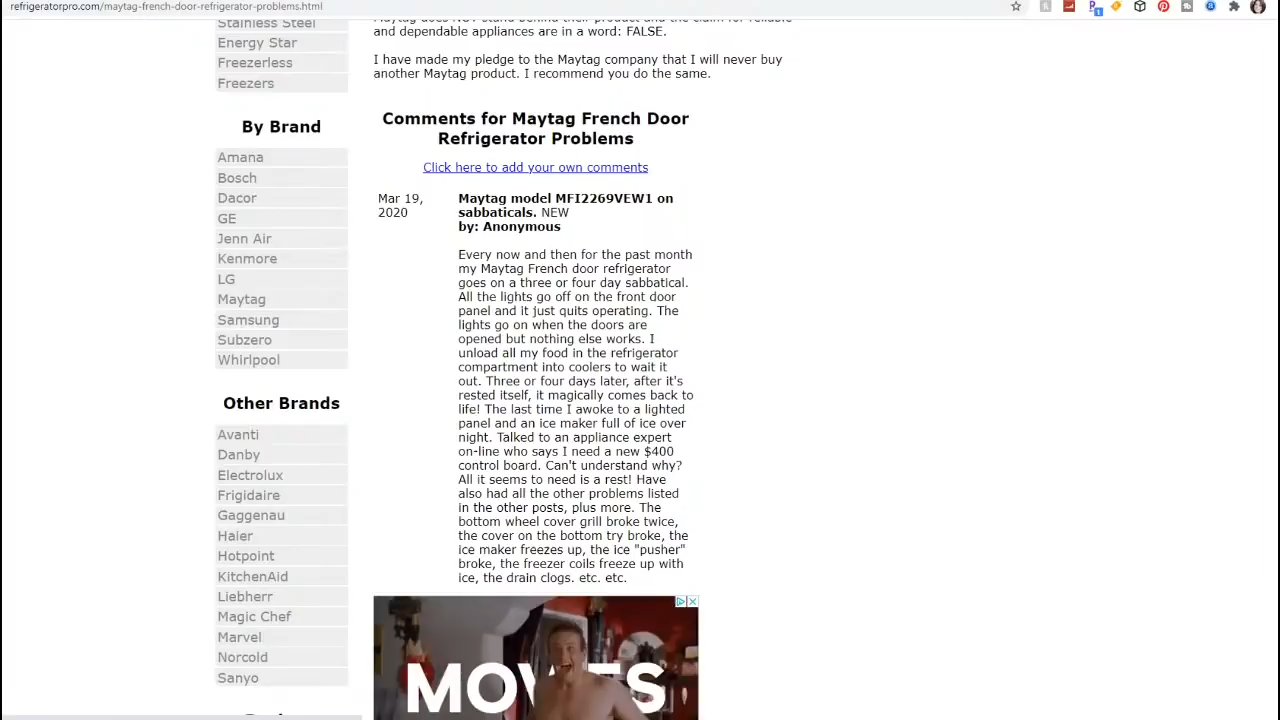 refrigeratorpro.com/maytag-french-door-refrigerator-problems.html
Stainless Steel
Energy Star
Freezerless
Freezers
By Brand
Amana
Bosch
Dacor
GE
Jenn Air
Kenmore
LG
Maytag
Samsung
Subzero
Whirlpool
Other Brands
Avanti
Danby
Electrolux
Frigidaire
Gaggenau
Haier
Hotpoint
KitchenAid
Liebherr
Magic Chef
Marvel
Norcold
Sanyo
Maytag does NOT stand behind their product and the claim for reliable
and dependable appliances are in a word: FALSE.
I have made my pledge to the Maytag company that I will never buy
another Maytag product. I recommend you do the same.
Comments for Maytag French Door
Refrigerator Problems
Click here to add your own comments
Mar 19,
2020
Maytag model MFI2269VEW1 on
sabbaticals. NEW
by: Anonymous
Every now and then for the past month
my Maytag French door refrigerator
goes on a three or four day sabbatical.
All the lights go off on the front door
panel and it just quits operating. The
lights go on when the doors are
opened but nothing else works. I
unload all my food in the refrigerator
compartment into coolers to wait it
out. Three or four days later, after it's
rested itself, it magically comes back to
life! The last time I awoke to a lighted
panel and an ice maker full of ice over
night. Talked to an appliance expert
on-line who says I need a new $400
control board. Can't understand why?
All it seems to need is a rest! Have
also had all the other problems listed
in the other posts, plus more. The
bottom wheel cover grill broke twice,
the cover on the bottom try broke, the
ice maker freezes up, the ice "pusher"
broke, the freezer coils freeze up with
ice, the drain clogs. etc. etc.
MOVIES